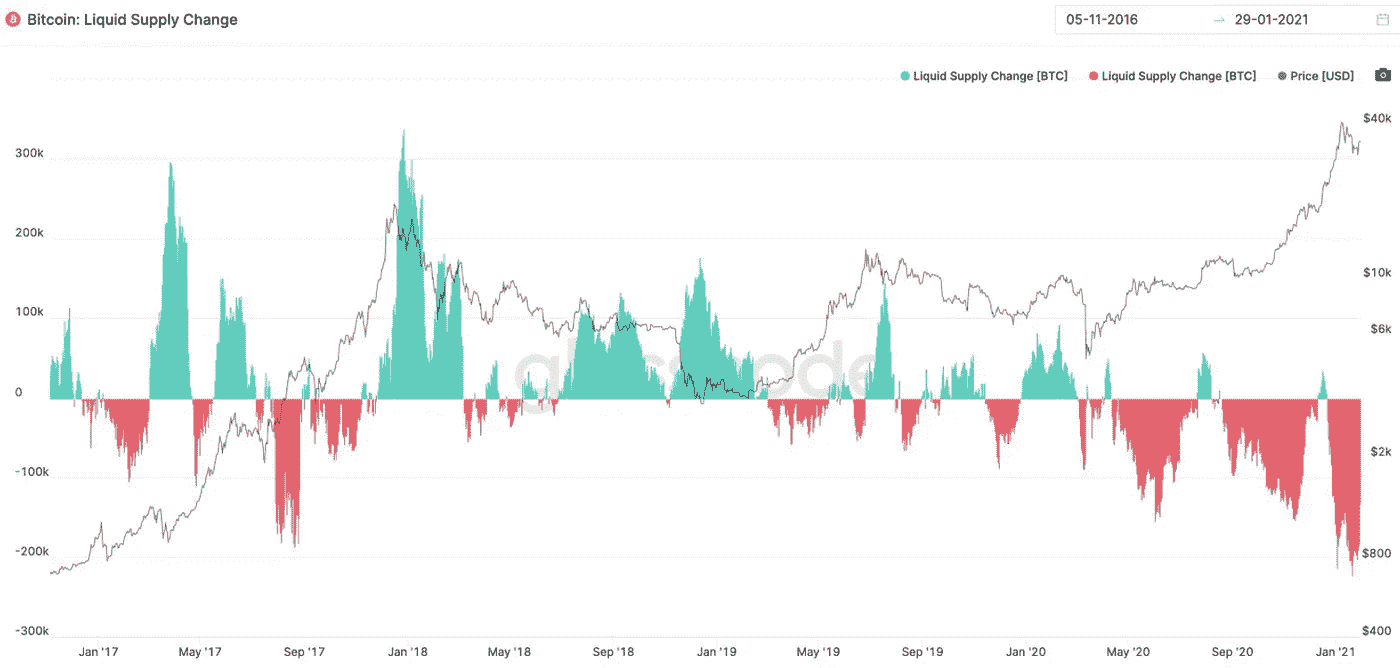 Bitcoin: Liquid Supply Change
05-11-2016 → 29-01-2021
Liquid Supply Change [BTC] Liquid Supply Change [BTC] Price [USD]
$40k
300k
200k
$10k
100k
$6k
glassnode
0
$2k
-100k
-200k
$800
-300k
$400
Jan '17 May '17 Sep '17 Jan '18 May '18 Sep '18 Jan '19 May '19 Sep '19 Jan '20 May '20 Sep '20 Jan '21